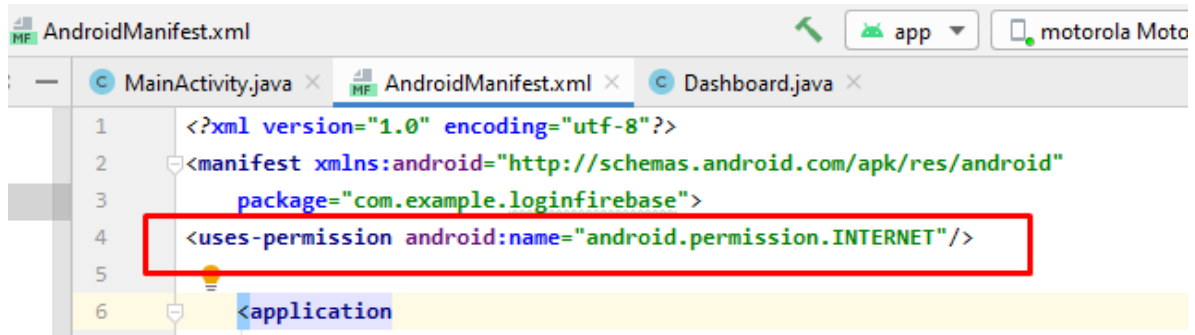 MF AndroidManifest.xml
app
motorola Moto
C MainActivity.java
MF AndroidManifest.xml
C Dashboard.java
1 <?xml version="1.0" encoding="utf-8"?>
2 <manifest xmlns:android="http://schemas.android.com/apk/res/android"
3 package="com.example.loginfirebase">
4 <uses-permission android:name="android.permission.INTERNET"/>
5
6 <application